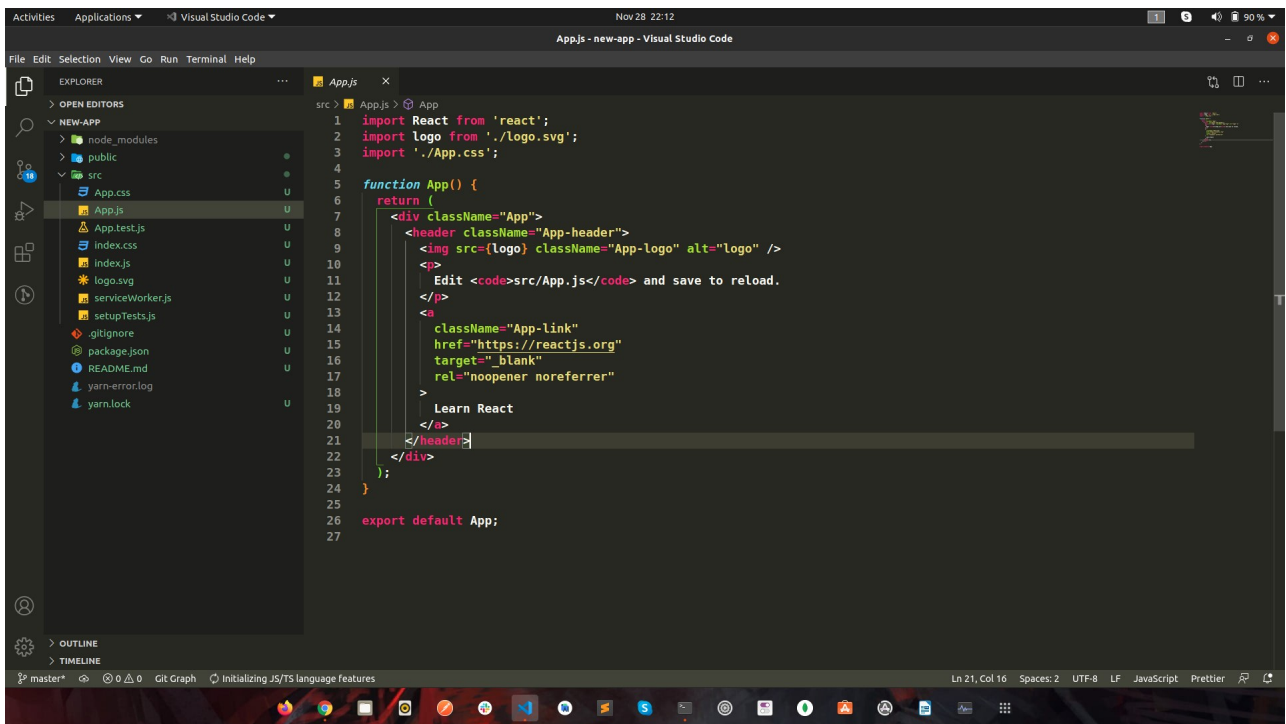 Activities Applications Visual Studio Code Nov 28 22:12 1 S 90 %
App.js - new-app - Visual Studio Code
File Edit Selection View Go Run Terminal Help
EXPLORER
OPEN EDITORS
NEW-APP
node_modules
public
src
App.css U
JS App.js U
App.test.js U
index.css U
JS index.js U
logo.svg U
JS serviceWorker.js U
JS setupTests.js U
.gitignore U
package.json U
README.md U
yarn-error.log
yarn.lock U
OUTLINE
TIMELINE
18
JS App.js
src > JS App.js > App
1 import React from 'react';
2 import logo from './logo.svg';
3 import './App.css';
4
5 function App() {
6 return (
7 <div className="App">
8 <header className="App-header">
9 <img src={logo} className="App-logo" alt="logo" />
10 <p>
11 Edit <code>src/App.js</code> and save to reload.
12 </p>
13 <a
14 className="App-link"
15 href="https://reactjs.org"
16 target="_blank"
17 rel="noopener noreferrer"
18 >
19 Learn React
20 </a>
21 </header>
22 </div>
23 );
24 }
25
26 export default App;
27
master* 0 0 Git Graph Initializing JS/TS language features Ln 21, Col 16 Spaces: 2 UTF-8 LF JavaScript Prettier